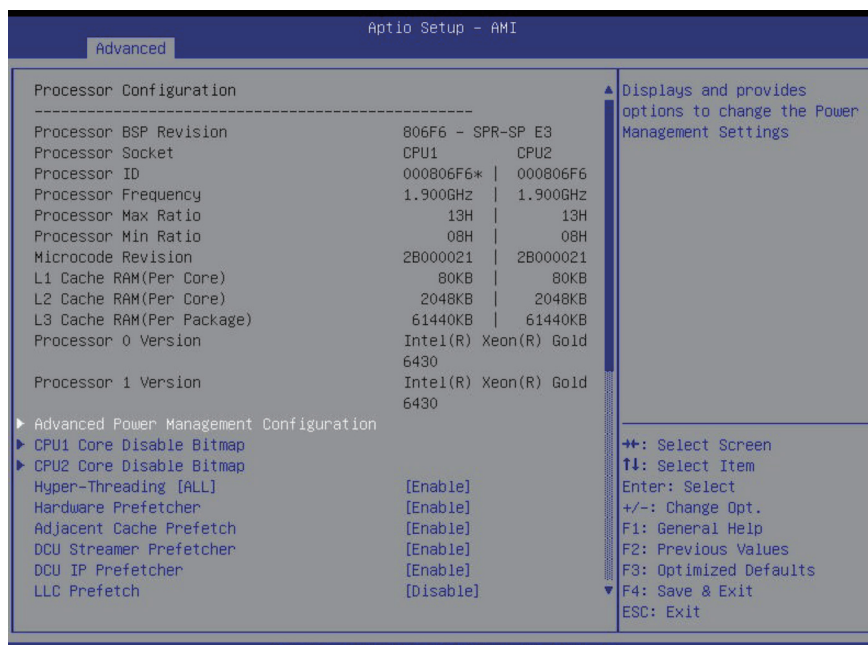 Aptio Setup – AMI
Advanced
Processor Configuration
--------------------------------------------------
Processor BSP Revision 806F6 – SPR-SP E3
Processor Socket CPU1 CPU2
Processor ID 000806F6* | 000806F6
Processor Frequency 1.900GHz | 1.900GHz
Processor Max Ratio 13H | 13H
Processor Min Ratio 08H | 08H
Microcode Revision 2B000021 | 2B000021
L1 Cache RAM(Per Core) 80KB | 80KB
L2 Cache RAM(Per Core) 2048KB | 2048KB
L3 Cache RAM(Per Package) 61440KB | 61440KB
Processor 0 Version Intel(R) Xeon(R) Gold
6430
Processor 1 Version Intel(R) Xeon(R) Gold
6430
Advanced Power Management Configuration
CPU1 Core Disable Bitmap
CPU2 Core Disable Bitmap
Hyper-Threading [ALL] [Enable]
Hardware Prefetcher [Enable]
Adjacent Cache Prefetch [Enable]
DCU Streamer Prefetcher [Enable]
DCU IP Prefetcher [Enable]
LLC Prefetch [Disable]
Displays and provides
options to change the Power
Management Settings
→←: Select Screen
↑↓: Select Item
Enter: Select
+/-: Change Opt.
F1: General Help
F2: Previous Values
F3: Optimized Defaults
F4: Save & Exit
ESC: Exit